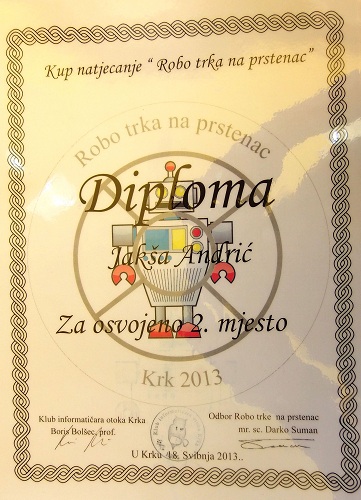 Kup natjecanje “ Robo trka na prstenac”
Robo trka na prstenac
Diploma
Jakša Andrić
Za osvojeno 2. mjesto
Krk 2013
Klub informatičara otoka Krka
Boris Bolšec, prof.
Odbor Robo trke na prstenac
mr. sc. Darko Suman
U Krku 18. Svibnja 2013..